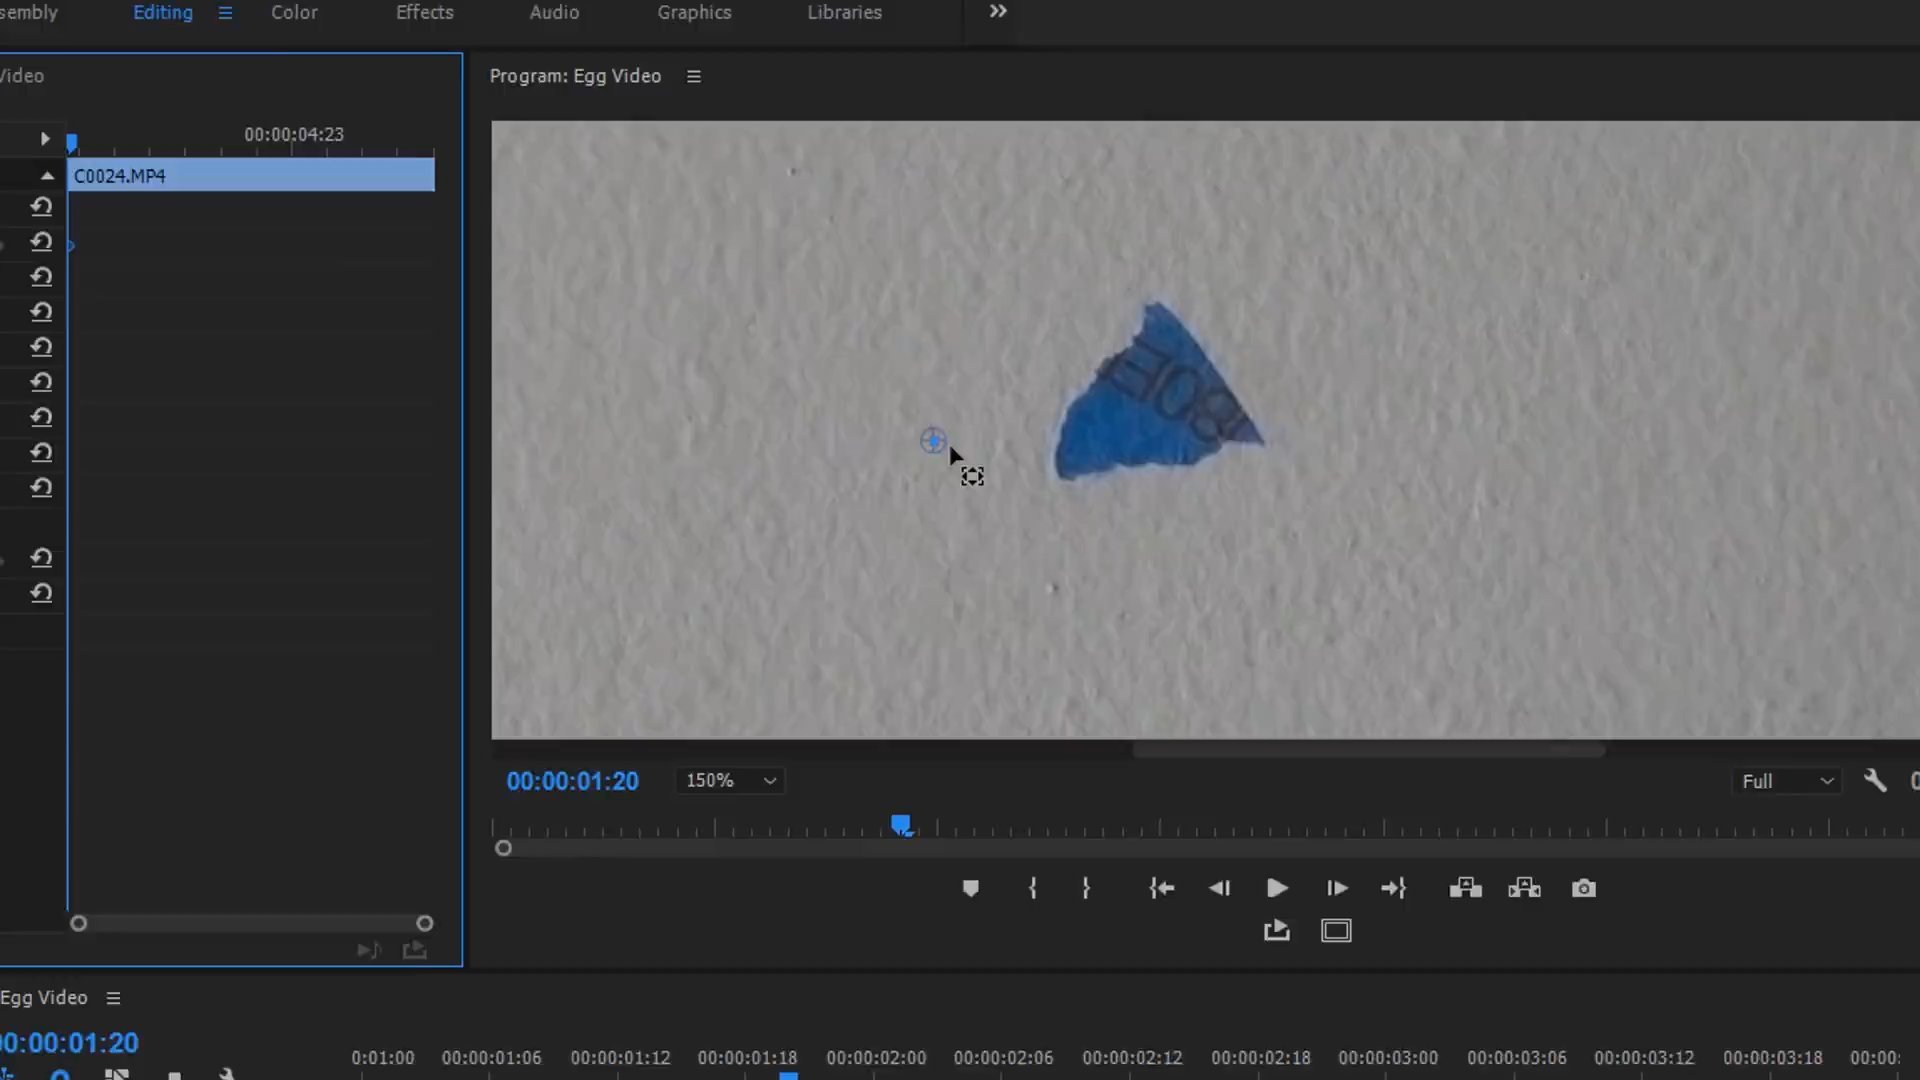 sembly Editing Color Effects Audio Graphics Libraries
Video
Program: Egg Video
00:00:04:23
C0024.MP4
00:00:01:20 150% Full 0
Egg Video
00:00:01:20
0:01:00 00:00:01:06 00:00:01:12 00:00:01:18 00:00:02:00 00:00:02:06 00:00:02:12 00:00:02:18 00:00:03:00 00:00:03:06 00:00:03:12 00:00:03:18 00:00: